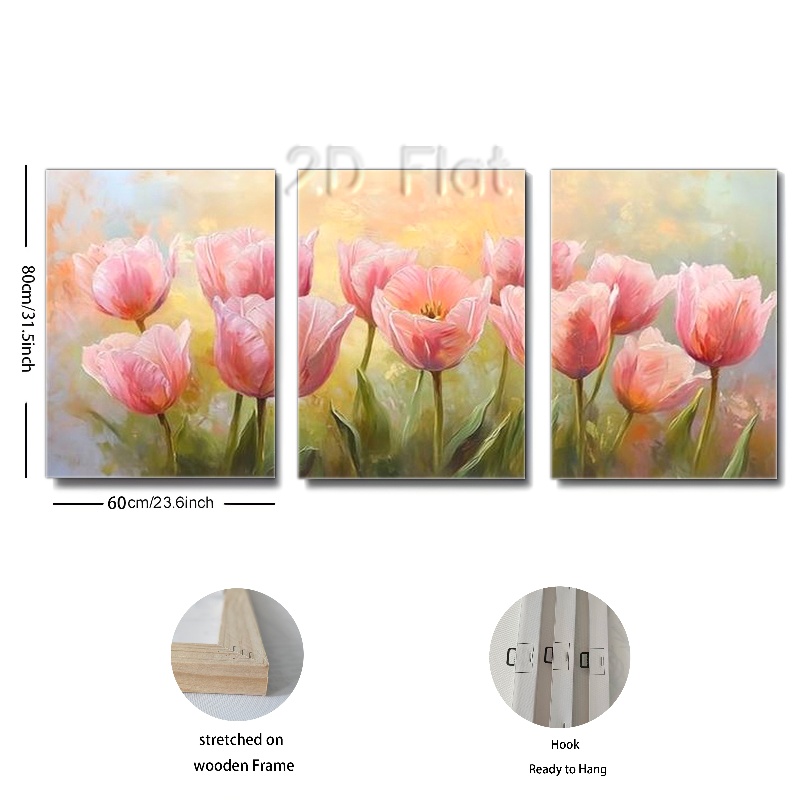 2D Flat
80cm/31.5inch
60cm/23.6inch
stretched on
wooden Frame
Hook
Ready to Hang